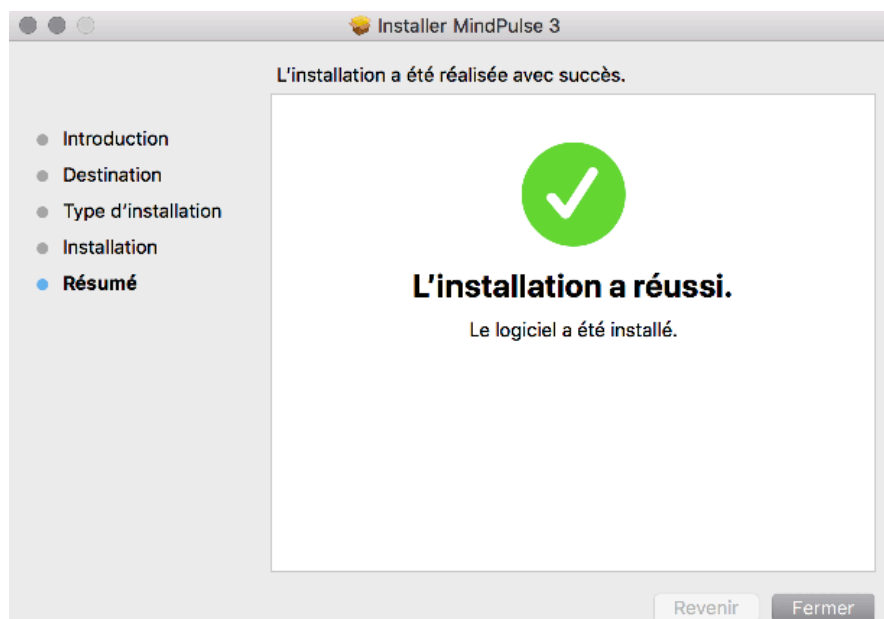 Installer MindPulse 3
L'installation a été réalisée avec succès.
Introduction
Destination
Type d'installation
Installation
Résumé
L'installation a réussi.
Le logiciel a été installé.
Revenir
Fermer